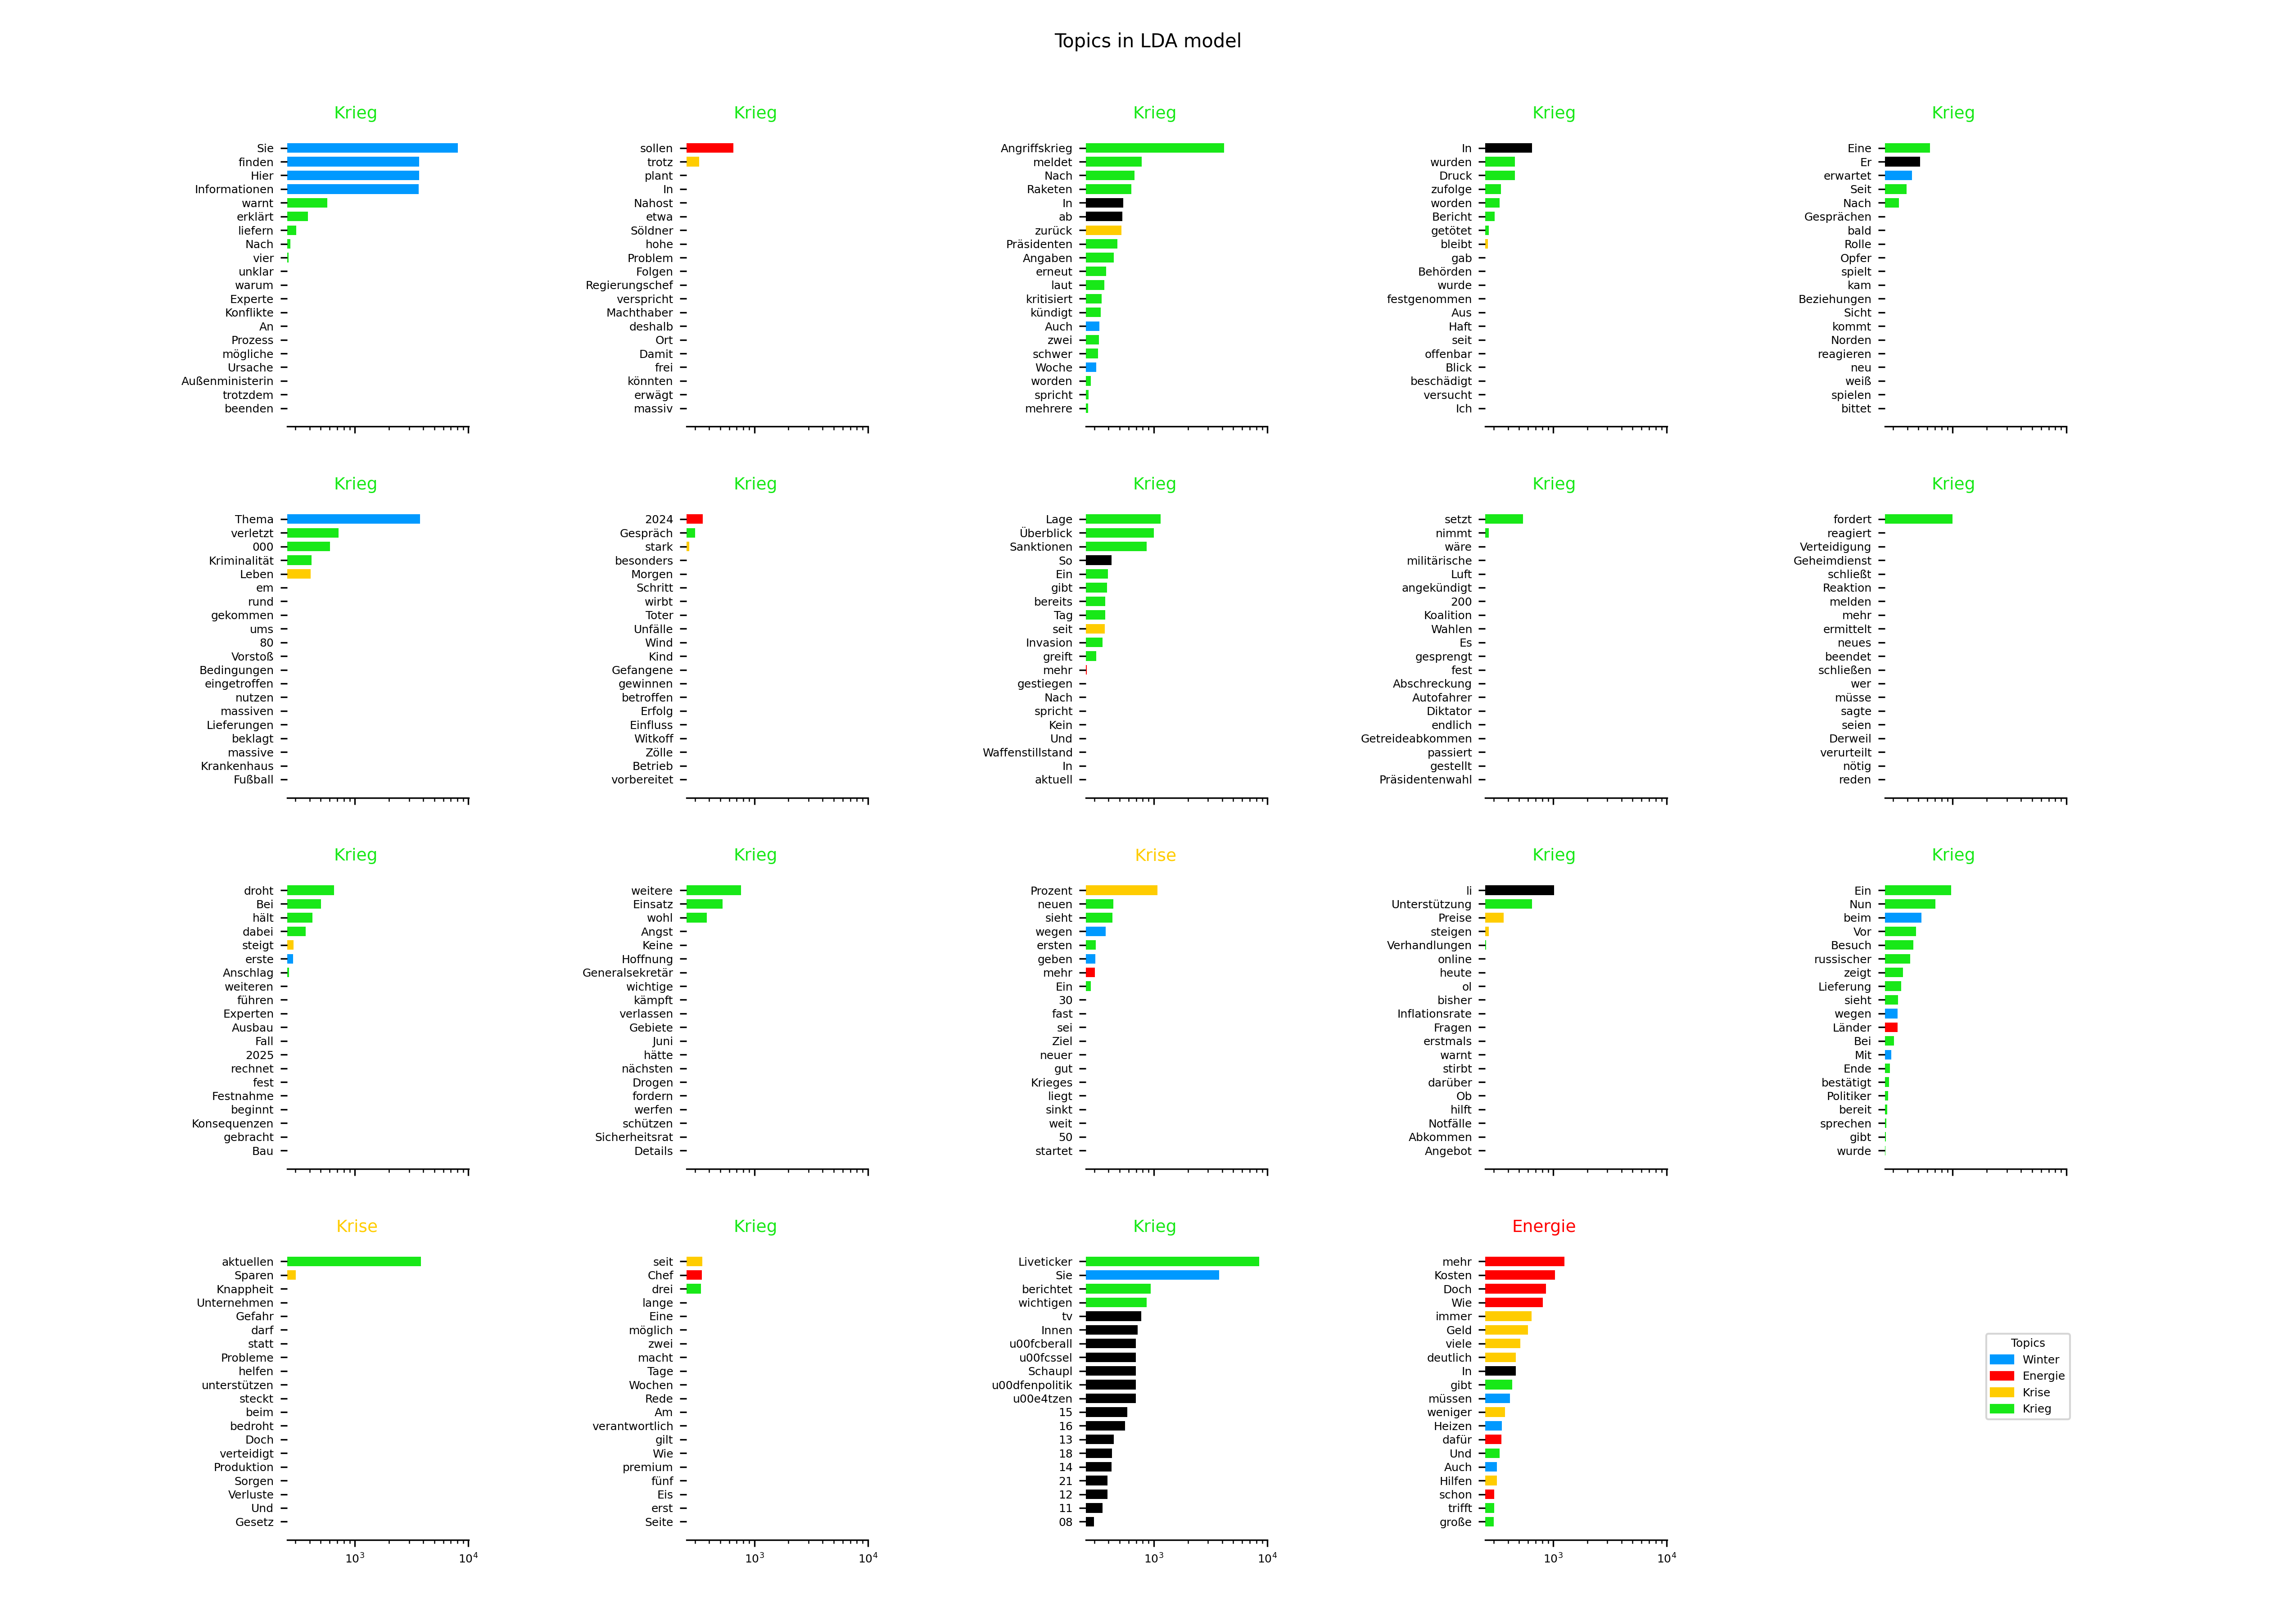 Topics in LDA model
Krieg
Sie
finden
Hier
Informationen
warnt
erklärt
liefern
Nach
vier
unklar
warum
Experte
Konflikte
An
Prozess
mögliche
Ursache
Außenministerin
trotzdem
beenden
Krieg
sollen
trotz
plant
In
Nahost
etwa
Söldner
hohe
Problem
Folgen
Regierungschef
verspricht
Machthaber
deshalb
Ort
Damit
frei
könnten
erwägt
massiv
Krieg
Angriffskrieg
meldet
Nach
Raketen
In
ab
zurück
Präsidenten
Angaben
erneut
laut
kritisiert
kündigt
Auch
zwei
schwer
Woche
worden
spricht
mehrere
Krieg
In
wurden
Druck
zufolge
worden
Bericht
getötet
bleibt
gab
Behörden
wurde
festgenommen
Aus
Haft
seit
offenbar
Blick
beschädigt
versucht
Ich
Krieg
Eine
Er
erwartet
Seit
Nach
Gesprächen
bald
Rolle
Opfer
spielt
kam
Beziehungen
Sicht
kommt
Norden
reagieren
neu
weiß
spielen
bittet
Krieg
Thema
verletzt
000
Kriminalität
Leben
em
rund
gekommen
ums
80
Vorstoß
Bedingungen
eingetroffen
nutzen
massiven
Lieferungen
beklagt
massive
Krankenhaus
Fußball
Krieg
2024
Gespräch
stark
besonders
Morgen
Schritt
wirbt
Toter
Unfälle
Wind
Kind
Gefangene
gewinnen
betroffen
Erfolg
Einfluss
Witkoff
Zölle
Betrieb
vorbereitet
Krieg
Lage
Überblick
Sanktionen
So
Ein
gibt
bereits
Tag
seit
Invasion
greift
mehr
gestiegen
Nach
spricht
Kein
Und
Waffenstillstand
In
aktuell
Krieg
setzt
nimmt
wäre
militärische
Luft
angekündigt
200
Koalition
Wahlen
Es
gesprengt
fest
Abschreckung
Autofahrer
Diktator
endlich
Getreideabkommen
passiert
gestellt
Präsidentenwahl
Krieg
fordert
reagiert
Verteidigung
Geheimdienst
schließt
Reaktion
melden
mehr
ermittelt
neues
beendet
schließen
wer
müsse
sagte
seien
Derweil
verurteilt
nötig
reden
Krieg
droht
Bei
hält
dabei
steigt
erste
Anschlag
weiteren
führen
Experten
Ausbau
Fall
2025
rechnet
fest
Festnahme
beginnt
Konsequenzen
gebracht
Bau
Krieg
weitere
Einsatz
wohl
Angst
Keine
Hoffnung
Generalsekretär
wichtige
kämpft
verlassen
Gebiete
Juni
hätte
nächsten
Drogen
fordern
werfen
schützen
Sicherheitsrat
Details
Krise
Prozent
neuen
sieht
wegen
ersten
geben
mehr
Ein
30
fast
sei
Ziel
neuer
gut
Krieges
liegt
sinkt
weit
50
startet
Krieg
li
Unterstützung
Preise
steigen
Verhandlungen
online
heute
ol
bisher
Inflationsrate
Fragen
erstmals
warnt
stirbt
darüber
Ob
hilft
Notfälle
Abkommen
Angebot
Krieg
Ein
Nun
beim
Vor
Besuch
russischer
zeigt
Lieferung
sieht
wegen
Länder
Bei
Mit
Ende
bestätigt
Politiker
bereit
sprechen
gibt
wurde
Krise
aktuellen
Sparen
Knappheit
Unternehmen
Gefahr
darf
statt
Probleme
helfen
unterstützen
steckt
beim
bedroht
Doch
verteidigt
Produktion
Sorgen
Verluste
Und
Gesetz
10³ 10⁴
Krieg
seit
Chef
drei
lange
Eine
möglich
zwei
macht
Tage
Wochen
Rede
Am
verantwortlich
gilt
Wie
premium
fünf
Eis
erst
Seite
10³ 10⁴
Krieg
Liveticker
Sie
berichtet
wichtigen
tv
Innen
u00fcberall
u00fcssel
Schaupl
u00dfenpolitik
u00e4tzen
15
16
13
18
14
21
12
11
08
10³ 10⁴
Energie
mehr
Kosten
Doch
Wie
immer
Geld
viele
deutlich
In
gibt
müssen
weniger
Heizen
dafür
Und
Auch
Hilfen
schon
trifft
große
10³ 10⁴
Topics
Winter
Energie
Krise
Krieg